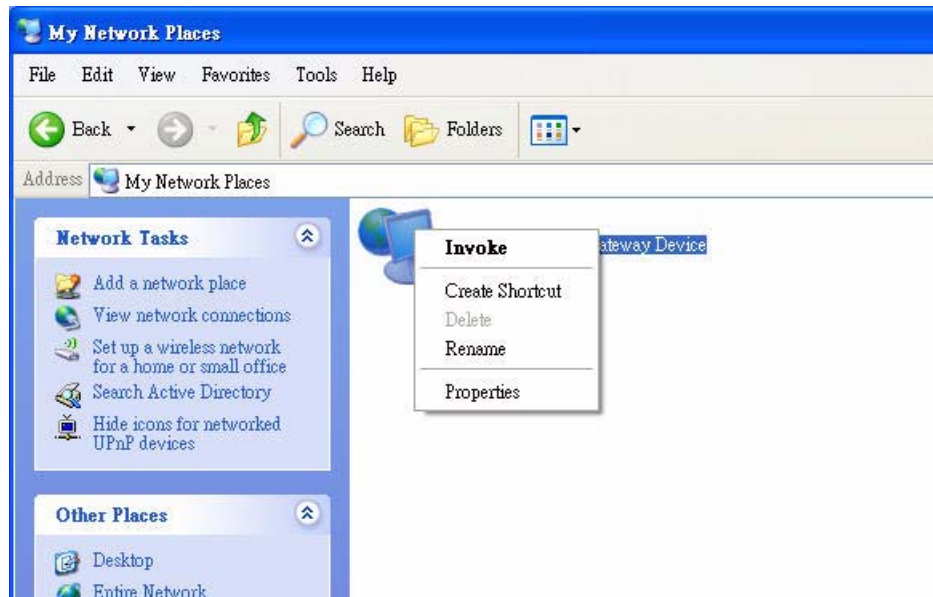 My Network Places
File Edit View Favorites Tools Help
Back Search Folders
Address My Network Places
Network Tasks
Add a network place
View network connections
Set up a wireless network
for a home or small office
Search Active Directory
Hide icons for networked
UPnP devices
Other Places
Desktop
Entire Network
Device
Invoke
Create Shortcut
Delete
Rename
Properties